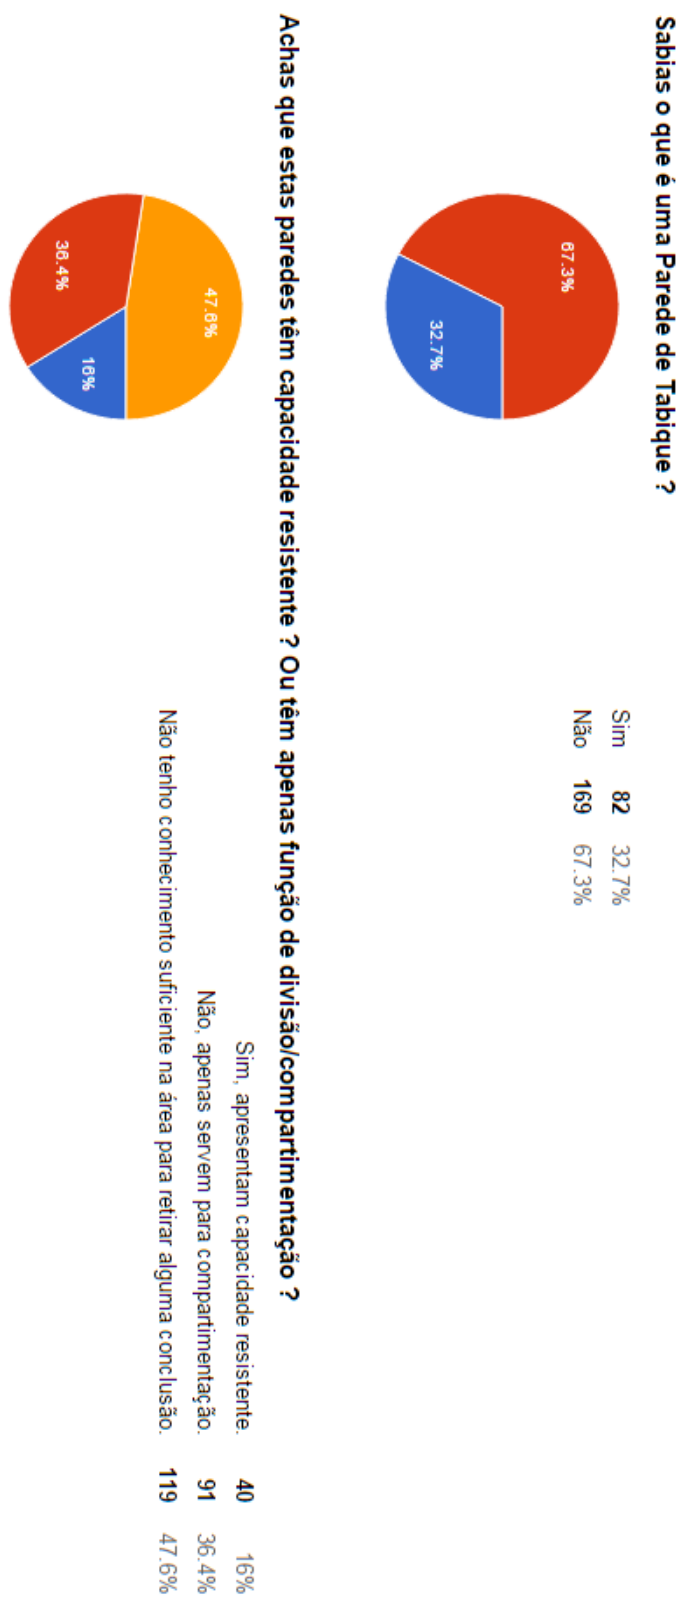 Sabias o que é uma Parede de Tabique ?
67.3%
32.7%
Sim 82 32.7%
Não 169 67.3%
Achas que estas paredes têm capacidade resistente ? Ou têm apenas função de divisão/compartimentação ?
47.6%
36.4%
16%
Sim, apresentam capacidade resistente. 40 16%
Não, apenas servem para compartimentação. 91 36.4%
Não tenho conhecimento suficiente na área para retirar alguma conclusão. 119 47.6%